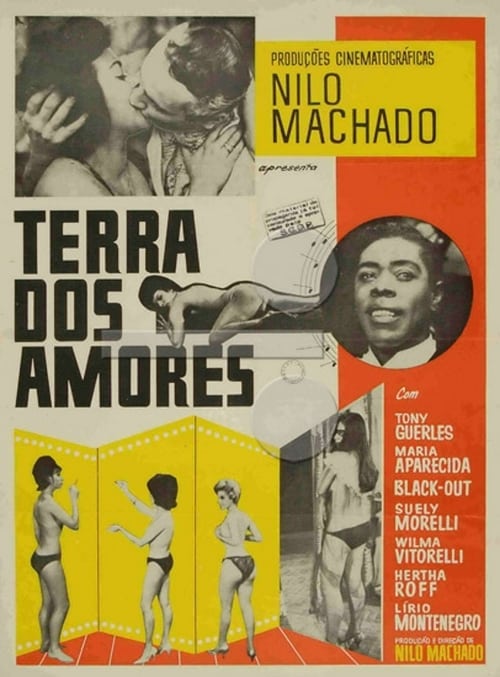 PRODUÇÕES CINEMATOGRÁFICAS
NILO
MACHADO
apresenta
TERRA
DOS
AMORES
Com
TONY
GUERLES
MARIA
APARECIDA
BLACK-OUT
SUELY
MORELLI
WILMA
VITORELLI
HERTHA
ROFF
LÍRIO
MONTENEGRO
PRODUÇÃO E DIREÇÃO DE
NILO MACHADO